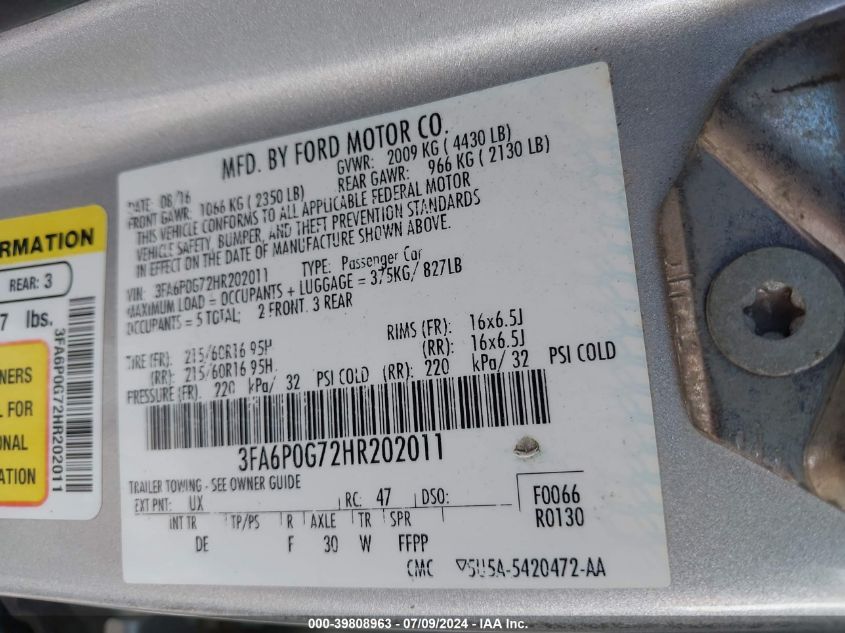 MFD. BY FORD MOTOR CO.
DATE: 08/16 GVWR: 2009 KG ( 4430 LB)
FRONT GAWR: 1066 KG ( 2350 LB) REAR GAWR: 966 KG ( 2130 LB)
THIS VEHICLE CONFORMS TO ALL APPLICABLE FEDERAL MOTOR
VEHICLE SAFETY, BUMPER, AND THEFT PREVENTION STANDARDS
IN EFFECT ON THE DATE OF MANUFACTURE SHOWN ABOVE.
VIN: 3FA6P0G72HR202011 TYPE: Passenger Car
MAXIMUM LOAD = OCCUPANTS + LUGGAGE = 375KG/ 827LB
OCCUPANTS = 5 TOTAL; 2 FRONT, 3 REAR
TIRE (FR): 215/60R16 95H RIMS (FR): 16x6.5J
(RR): 215/60R16 95H (RR): 16x6.5J
PRESSURE (FR): 220 kPa/ 32 PSI COLD (RR): 220 kPa/ 32 PSI COLD
3FA6P0G72HR202011
TRAILER TOWING - SEE OWNER GUIDE
EXT PNT: UX RC: 47 DSO: F0066
R0130
INT TR TP/PS R AXLE TR SPR
DE F 30 W FFPP
CMC 5U5A-5420472-AA
ORMATION
REAR: 3
7 lbs.
3FA6P0G72HR202011
NERS
L FOR
ONAL
ATION
000-39808963 - 07/09/2024 - IAA Inc.